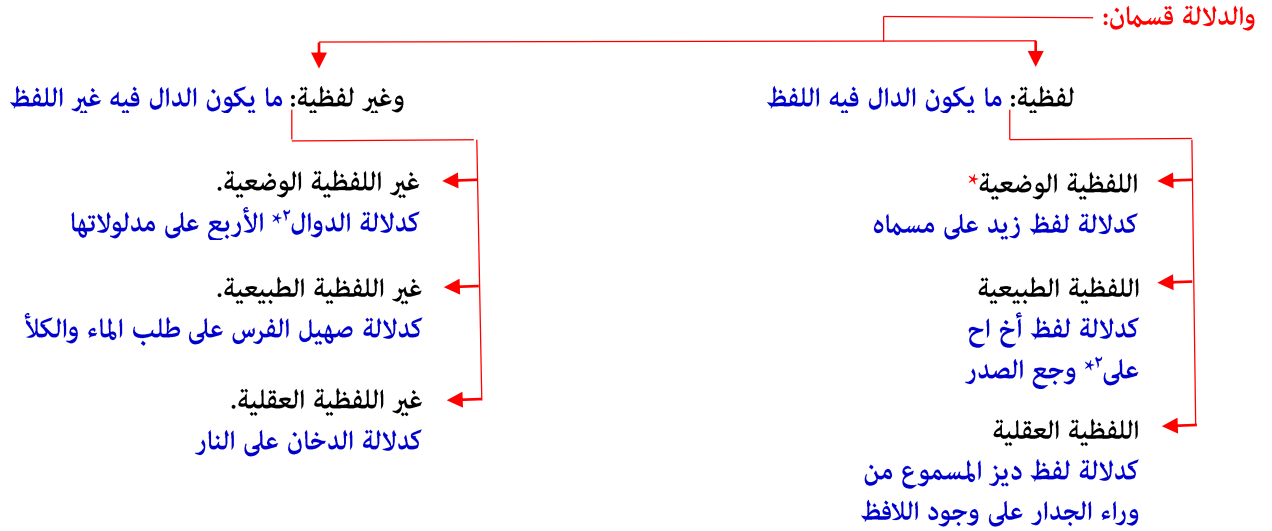 والدلالة قسمان:
لفظية: ما يكون الدال فيه اللفظ
اللفظية الوضعية*
كدلالة لفظ زيد على مسماه
اللفظية الطبيعية
كدلالة لفظ أخ اح
على٢* وجع الصدر
اللفظية العقلية
كدلالة لفظ ديز المسموع من
وراء الجدار على وجود اللافظ
وغير لفظية: ما يكون الدال فيه غير اللفظ
غير اللفظية الوضعية.
كدلالة الدوال٢* الأربع على مدلولاتها
غير اللفظية الطبيعية.
كدلالة صهيل الفرس على طلب الماء والكلأ
غير اللفظية العقلية.
كدلالة الدخان على النار